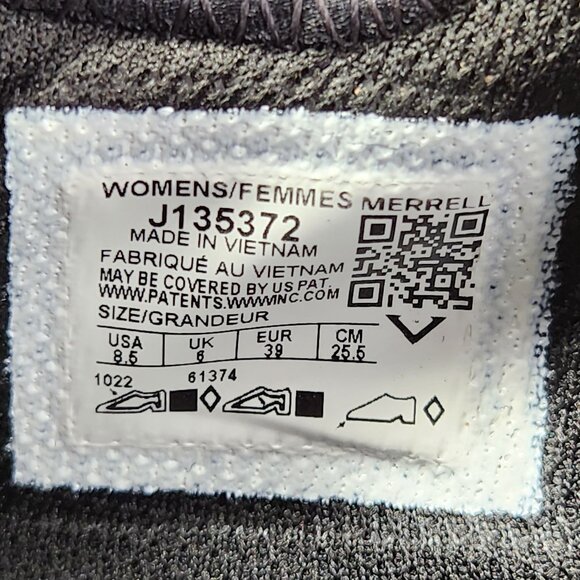 WOMENS/FEMMES MERRELL
J135372
MADE IN VIETNAM
FABRIQUÉ AU VIETNAM
MAY BE COVERED BY US PAT.
WWW.PATENTS.WWWINC.COM
SIZE/GRANDEUR
USA UK EUR CM
8.5 6 39 25.5
1022 61374